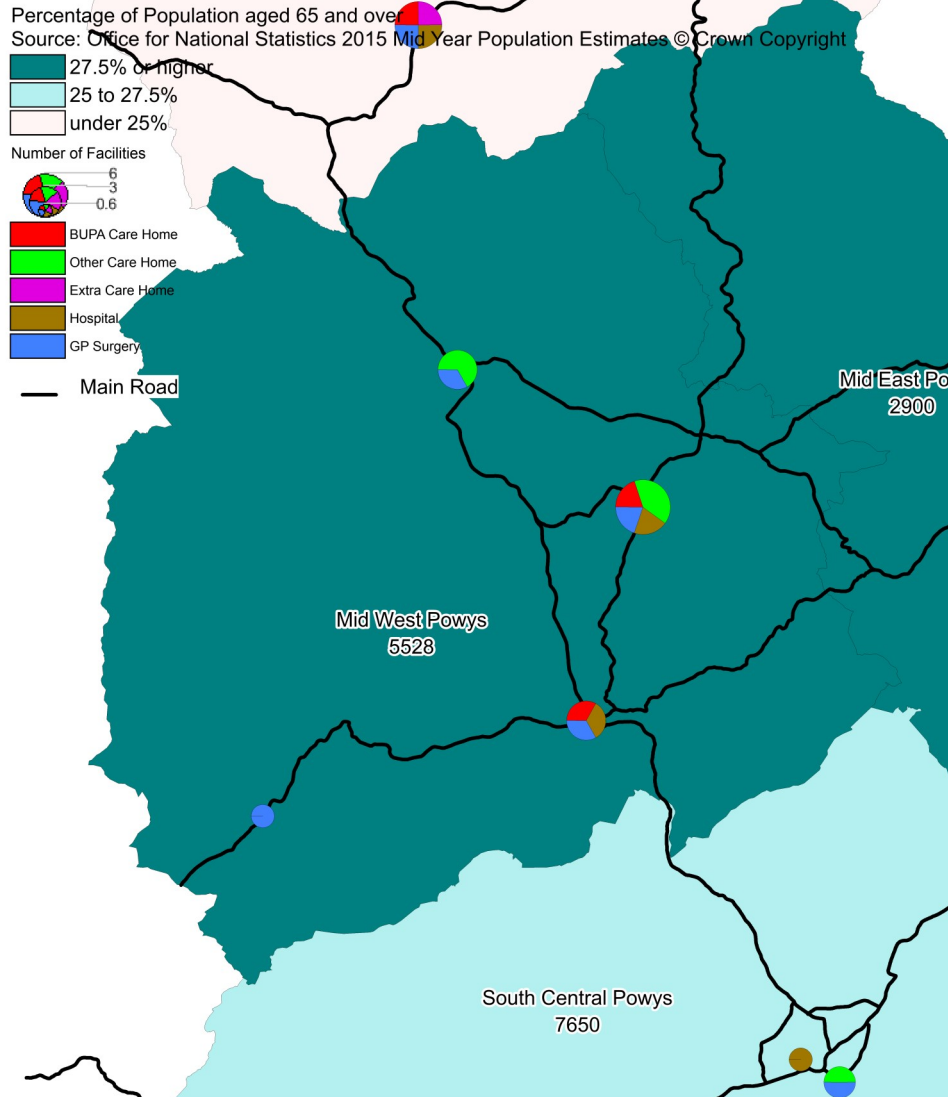 Percentage of Population aged 65 and over
Source: Office for National Statistics 2015 Mid Year Population Estimates © Crown Copyright
27.5% or higher
25 to 27.5%
under 25%
Number of Facilities
6
3
0.6
BUPA Care Home
Other Care Home
Extra Care Home
Hospital
GP Surgery
Main Road
Mid East Po
2900
Mid West Powys
5528
South Central Powys
7650